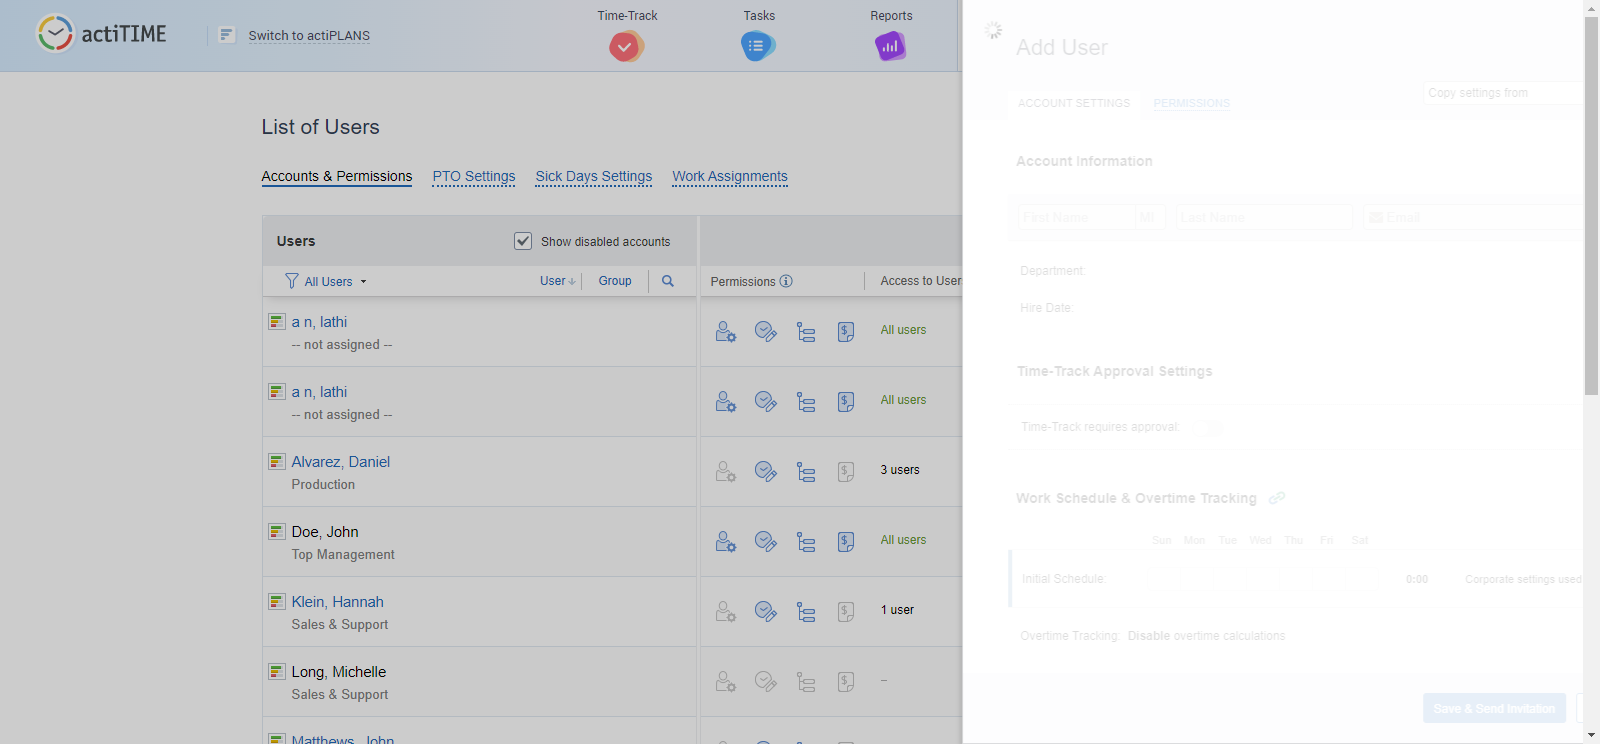 actiTIME
Switch to actiPLANS
Time-Track
Tasks
Reports
List of Users
Accounts & Permissions PTO Settings Sick Days Settings Work Assignments
Users
Show disabled accounts
All Users
User
Group
Permissions
Access to User
a n, lathi
-- not assigned --
All users
a n, lathi
-- not assigned --
All users
Alvarez, Daniel
Production
3 users
Doe, John
Top Management
All users
Klein, Hannah
Sales & Support
1 user
Long, Michelle
Sales & Support
–
Matthews, John
Add User
Copy settings from
ACCOUNT SETTINGS PERMISSIONS
Account Information
First Name MI Last Name Email
Department:
Hire Date:
Time-Track Approval Settings
Time-Track requires approval:
Work Schedule & Overtime Tracking
Sun Mon Tue Wed Thu Fri Sat
Initial Schedule: 0:00 Corporate settings used
Overtime Tracking: Disable overtime calculations
Save & Send Invitation